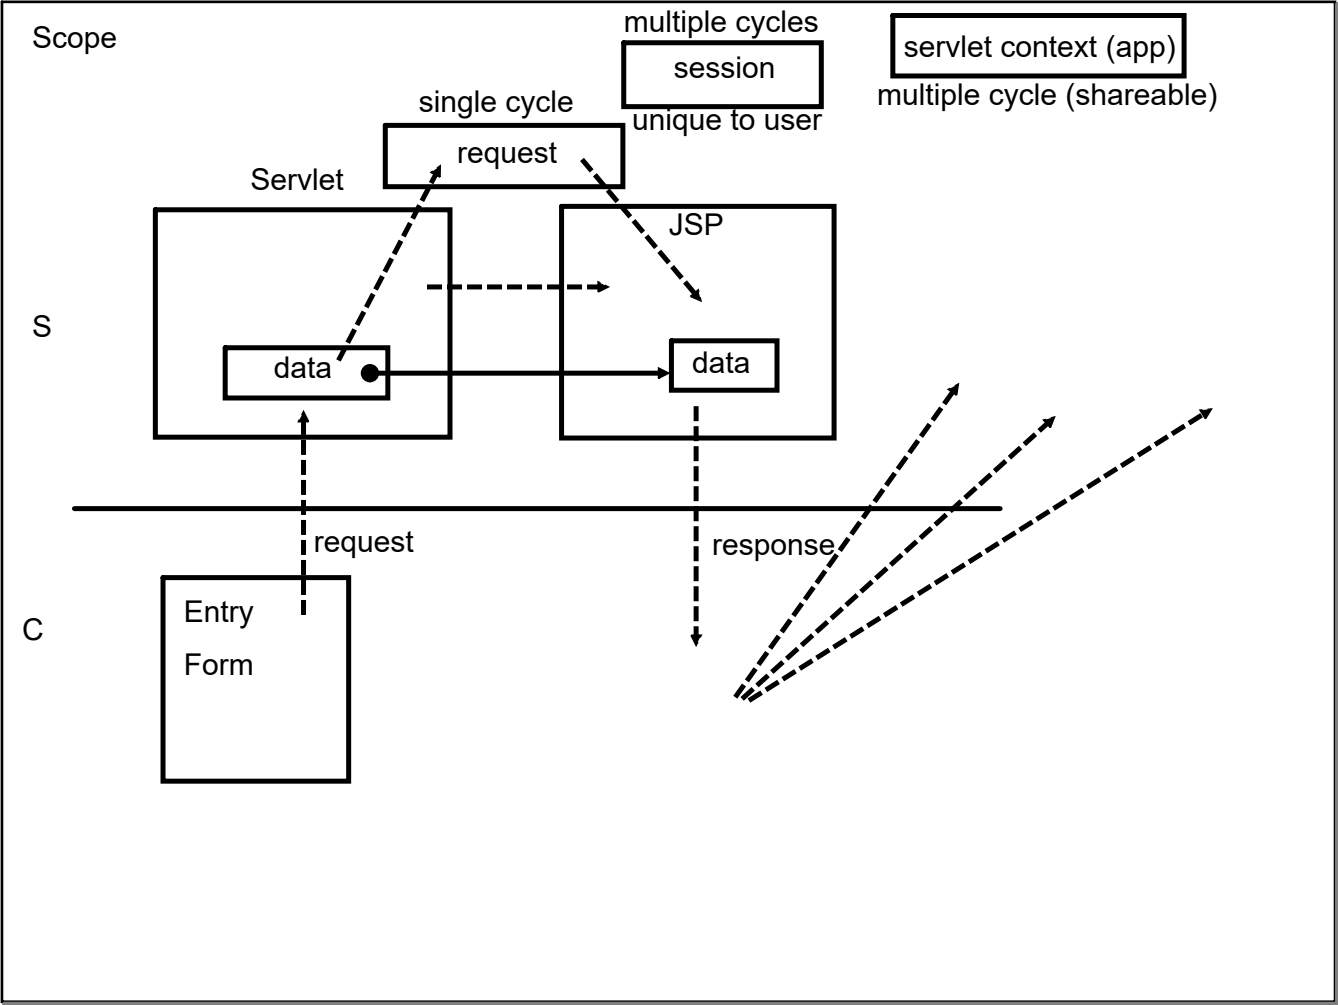 Scope
multiple cycles
session
unique to user
servlet context (app)
multiple cycle (shareable)
single cycle
request
Servlet
JSP
S
data
data
request
response
C
Entry
Form